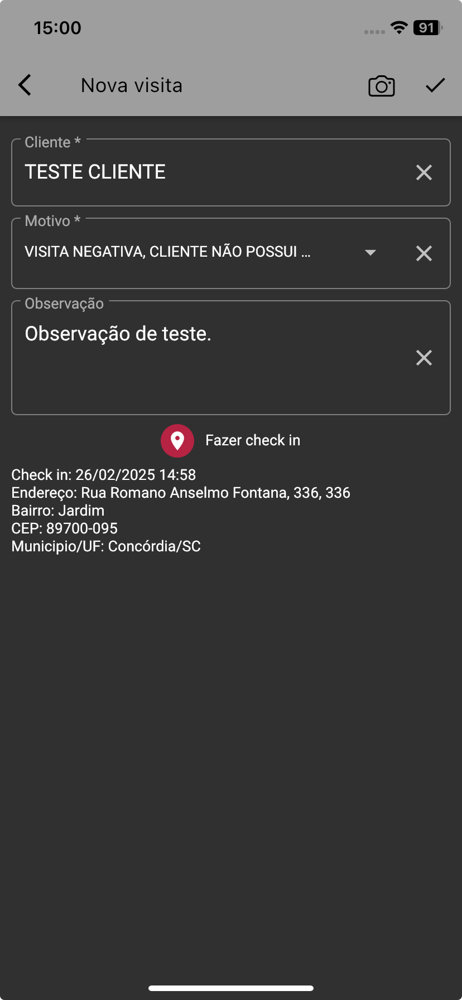 15:00
91
Nova visita
Cliente *
TESTE CLIENTE
Motivo *
VISITA NEGATIVA, CLIENTE NÃO POSSUI ...
Observação
Observação de teste.
Fazer check in
Check in: 26/02/2025 14:58
Endereço: Rua Romano Anselmo Fontana, 336, 336
Bairro: Jardim
CEP: 89700-095
Municipio/UF: Concórdia/SC